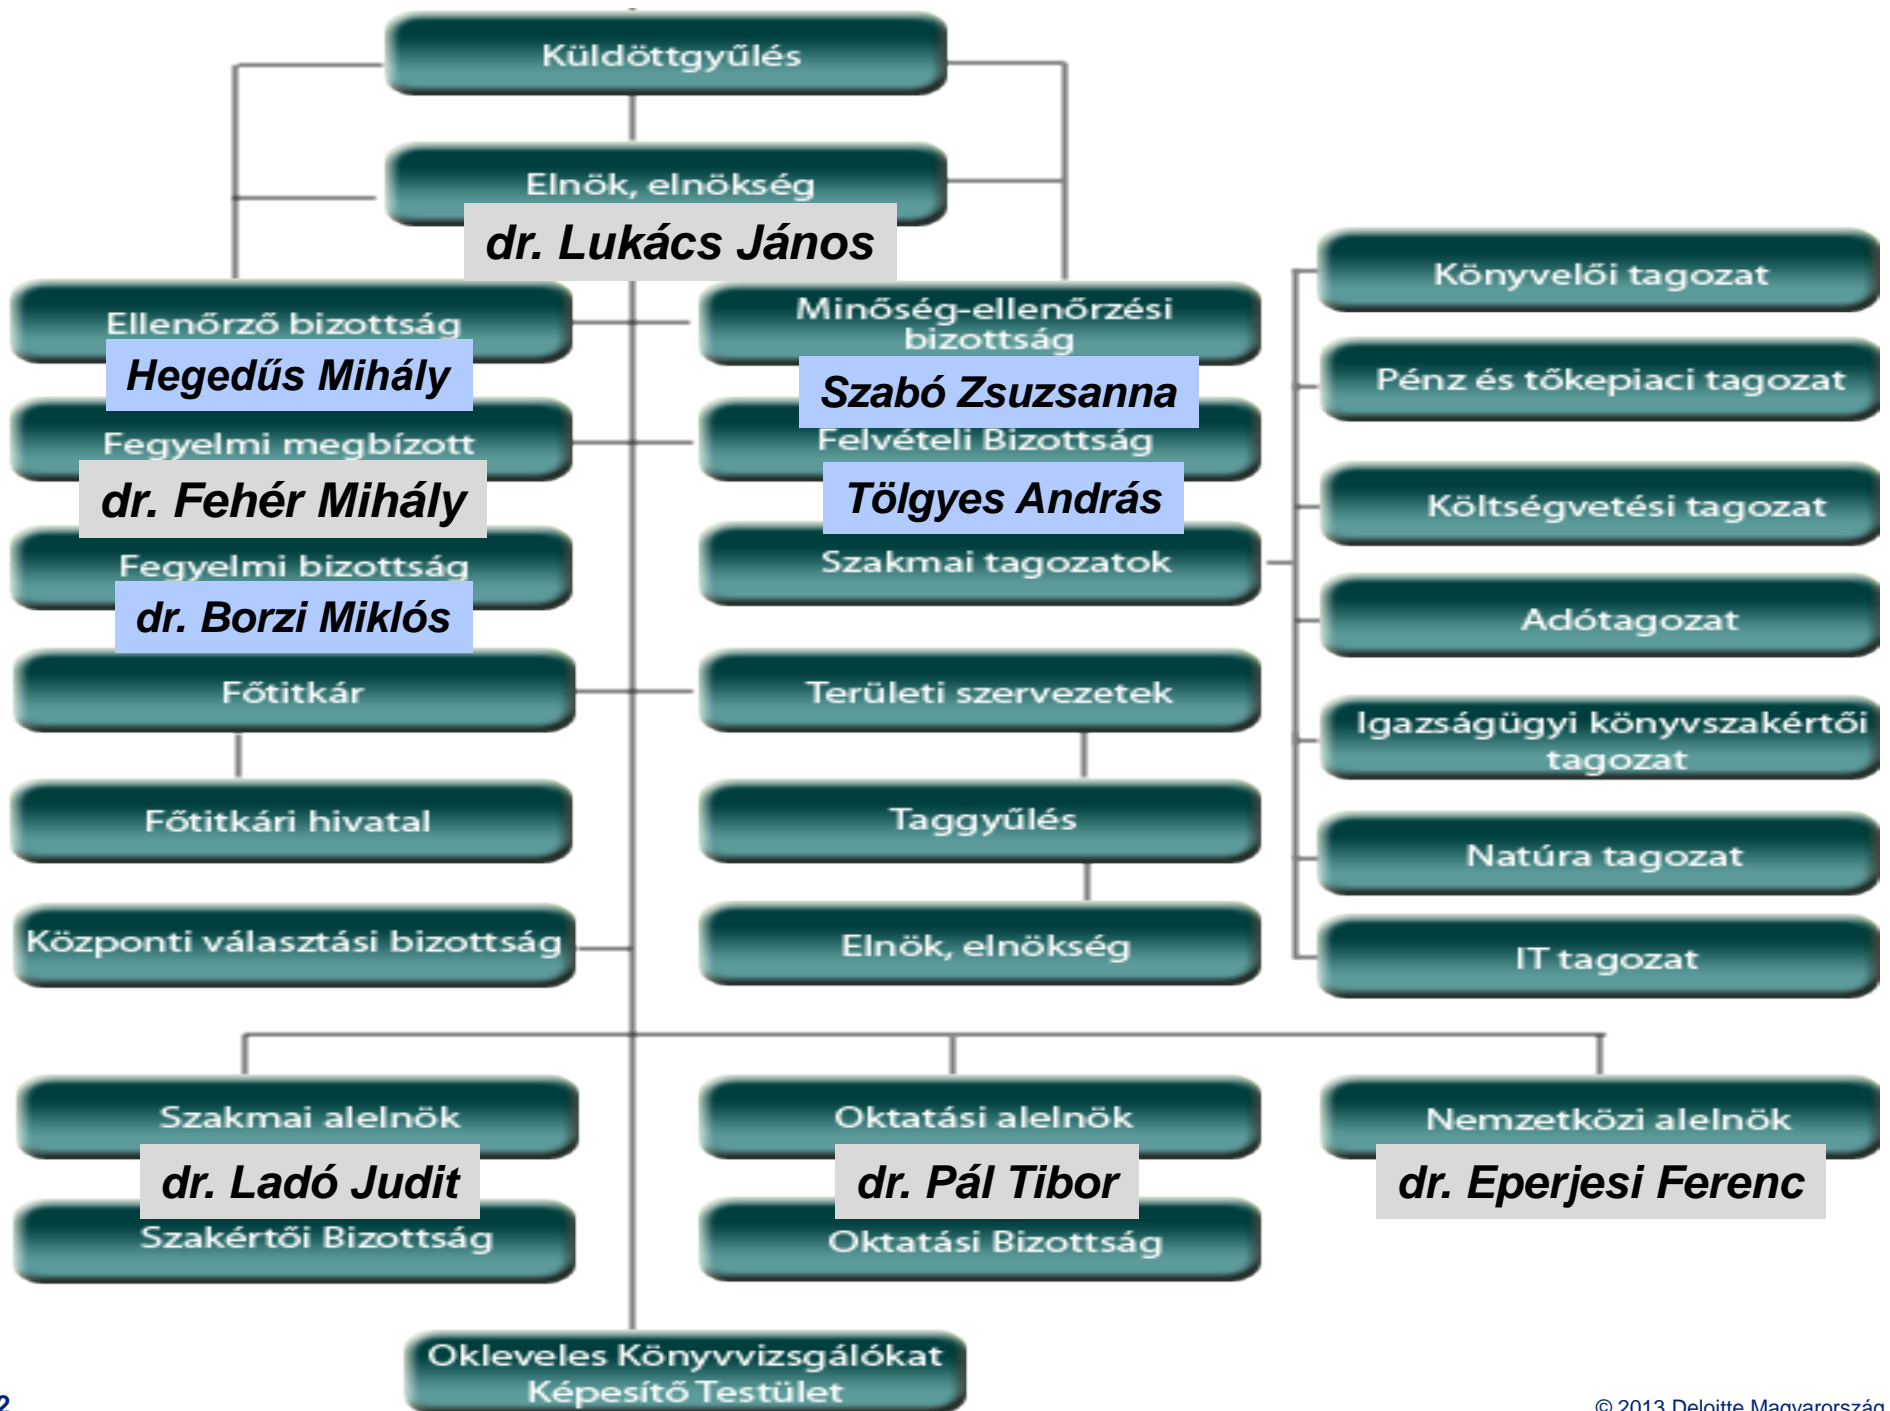 Küldöttgyűlés
Elnök, elnökség
dr. Lukács János
Ellenőrző bizottság
Hegedűs Mihály
Fegyelmi megbízott
dr. Fehér Mihály
Fegyelmi bizottság
dr. Borzi Miklós
Főtitkár
Főtitkári hivatal
Központi választási bizottság
Minőség-ellenőrzési
bizottság
Szabó Zsuzsanna
Felvételi Bizottság
Tölgyes András
Szakmai tagozatok
Területi szervezetek
Taggyűlés
Elnök, elnökség
Könyvelői tagozat
Pénz és tőkepiaci tagozat
Költségvetési tagozat
Adótagozat
Igazságügyi könyvszakértői
tagozat
Natúra tagozat
IT tagozat
Szakmai alelnök
dr. Ladó Judit
Szakértői Bizottság
Oktatási alelnök
dr. Pál Tibor
Oktatási Bizottság
Nemzetközi alelnök
dr. Eperjesi Ferenc
Okleveles Könyvvizsgálókat
Képesítő Testület
2
© 2013 Deloitte Magyarország